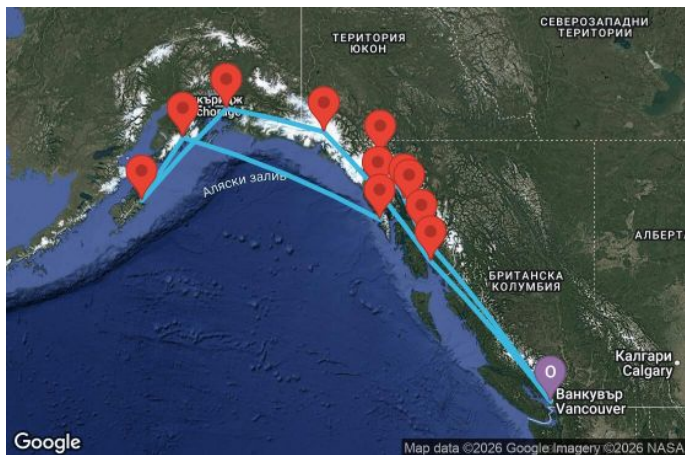 СЕВЕРОЗАПАДНИ
ТЕРИТОРИИ
ТЕРИТОРИЯ
ЮКОН
Аляски залив
АЛБЕРТА
БРИТАНСКА
КОЛУМБИЯ
Калгари
Calgary
O
Ванкувър
Vancouver
Google
Map data ©2026 Google Imagery ©2026 NASA